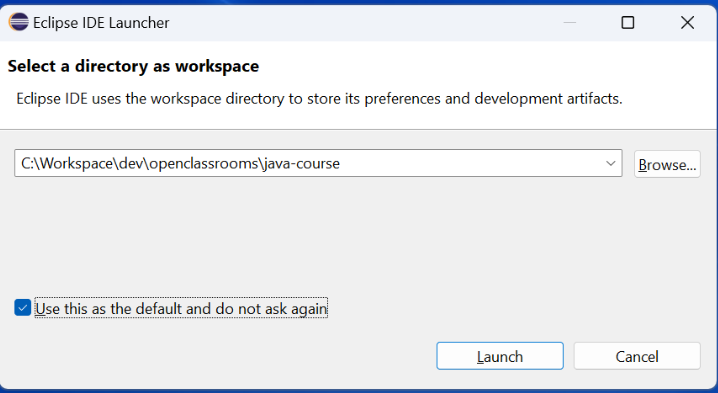 Eclipse IDE Launcher
Select a directory as workspace
Eclipse IDE uses the workspace directory to store its preferences and development artifacts.
C:\Workspace\dev\openclassrooms\java-course
Browse...
Use this as the default and do not ask again
Launch
Cancel